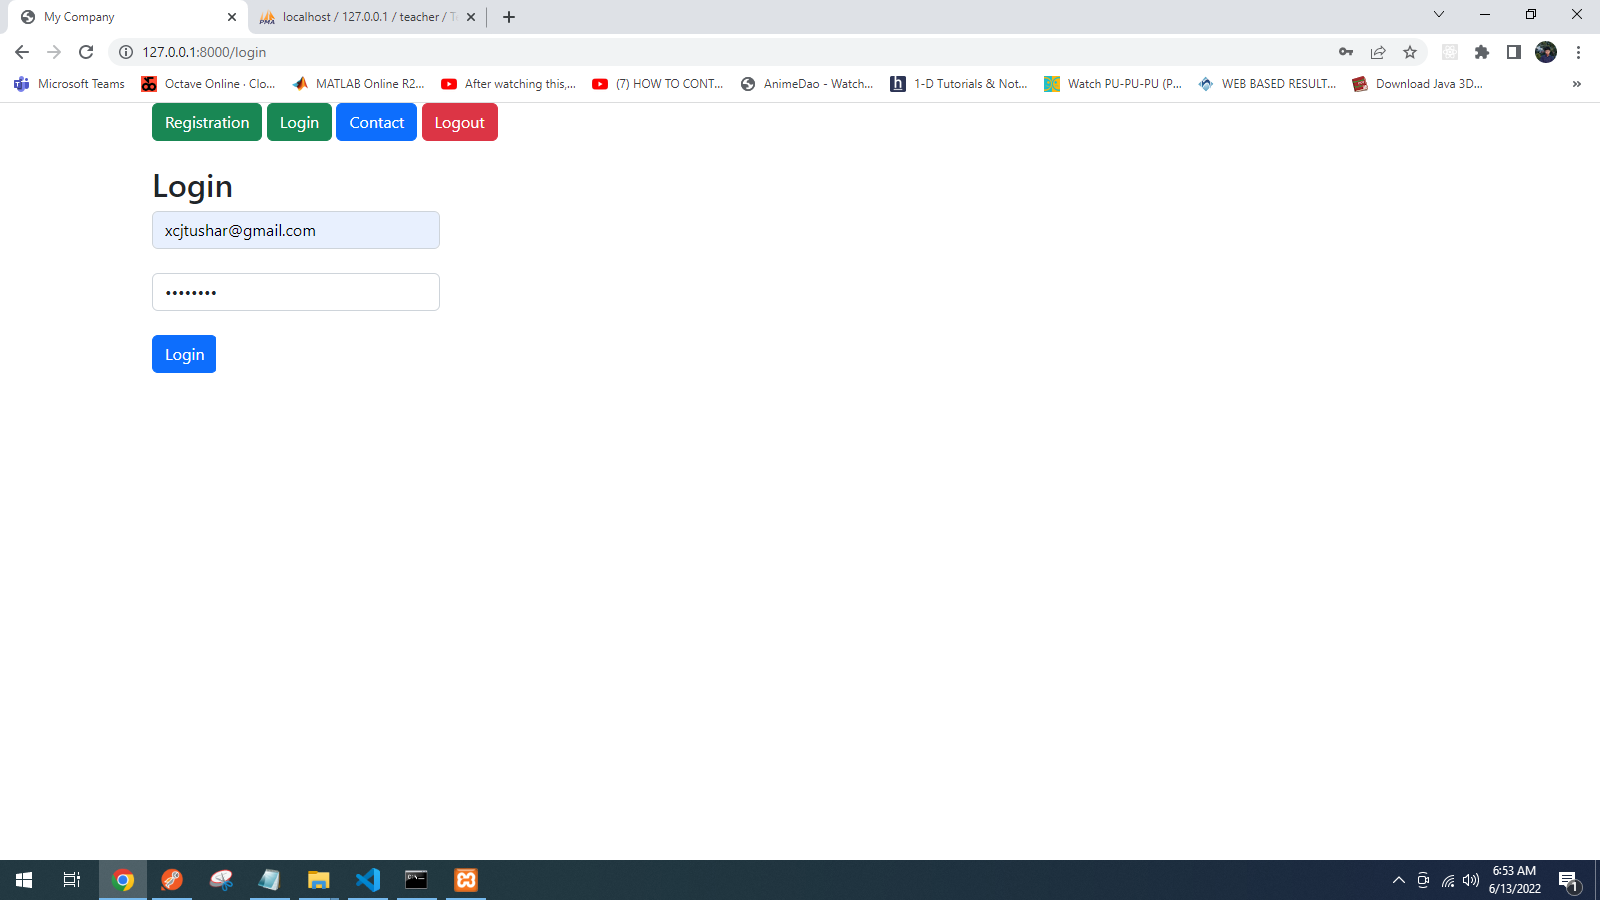 My Company
localhost / 127.0.0.1 / teacher /
127.0.0.1:8000/login
Microsoft Teams
Octave Online · Clo...
MATLAB Online R2...
After watching this,...
(7) HOW TO CONT...
AnimeDao - Watch...
1-D Tutorials & Not...
Watch PU-PU-PU (P...
WEB BASED RESULT...
Download Java 3D...
Registration Login Contact Logout
Login
xcjtushar@gmail.com
Login
6:53 AM
6/13/2022
1